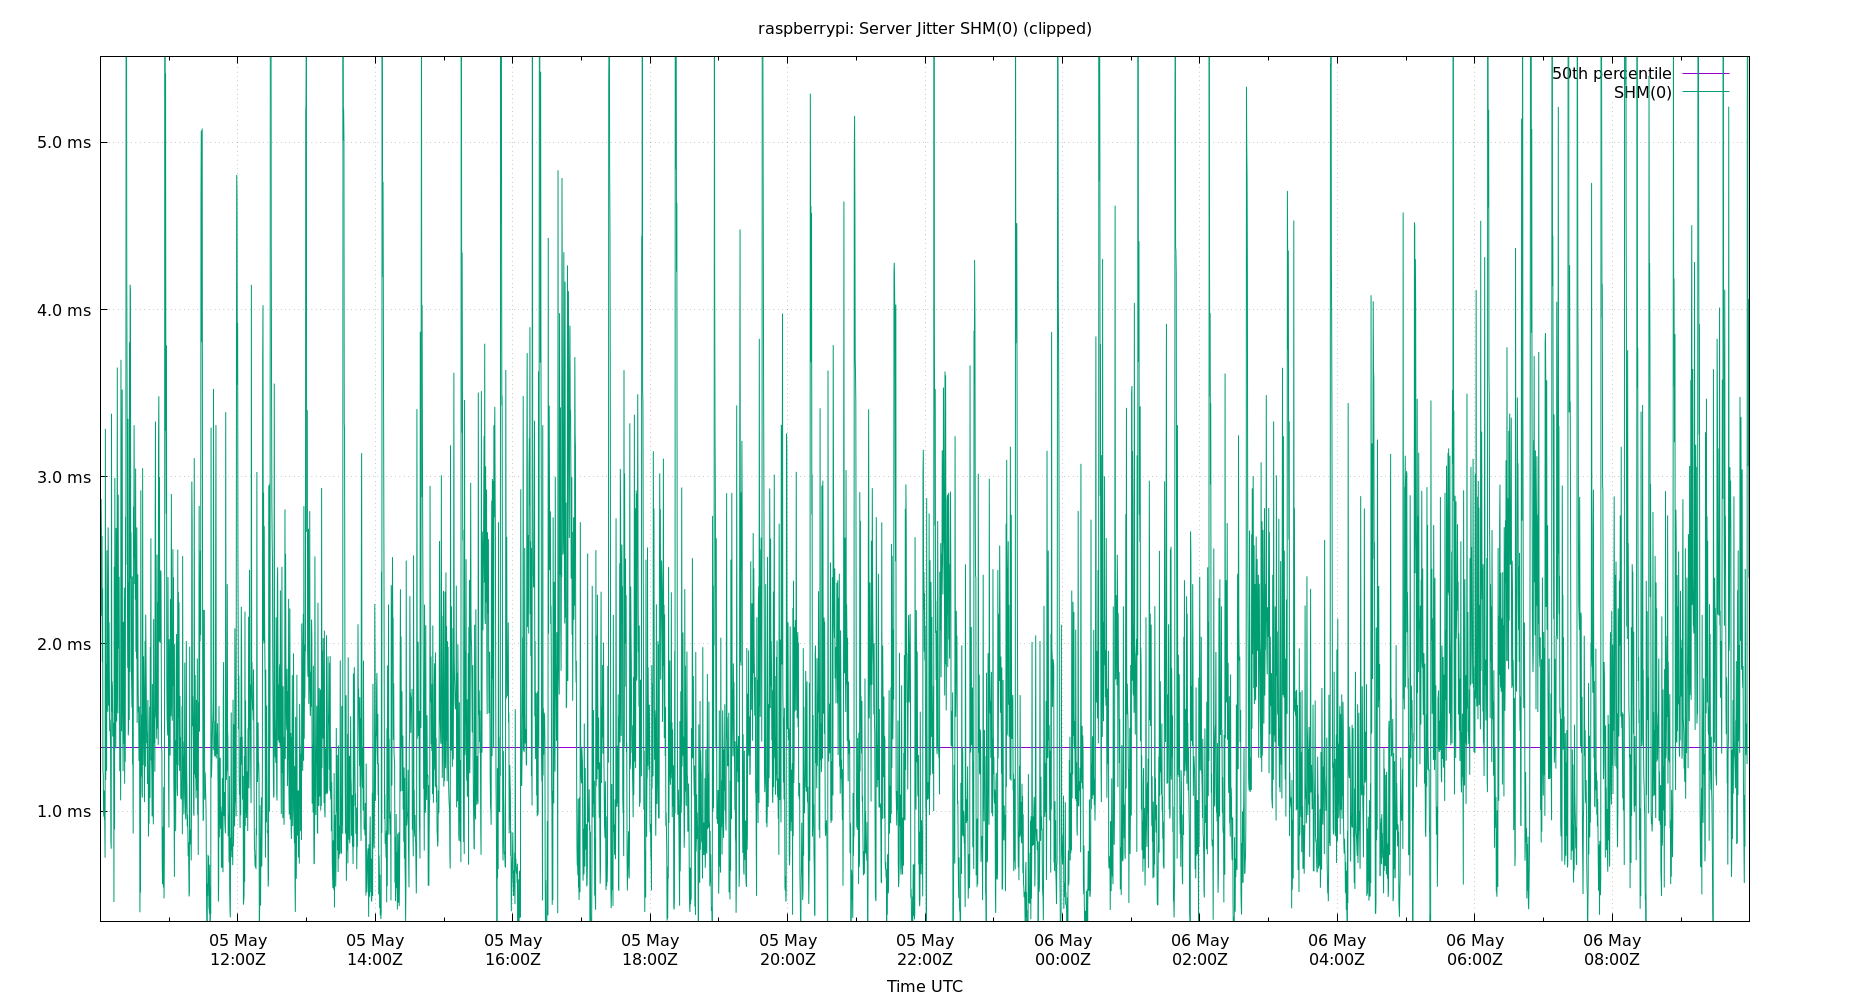 raspberrypi: Server Jitter SHM(0) (clipped)
50th percentile
SHM(0)
5.0 ms
4.0 ms
3.0 ms
2.0 ms
1.0 ms
05 May 05 May 05 May 05 May 05 May 05 May 06 May 06 May 06 May 06 May 06 May
12:00Z 14:00Z 16:00Z 18:00Z 20:00Z 22:00Z 00:00Z 02:00Z 04:00Z 06:00Z 08:00Z
Time UTC